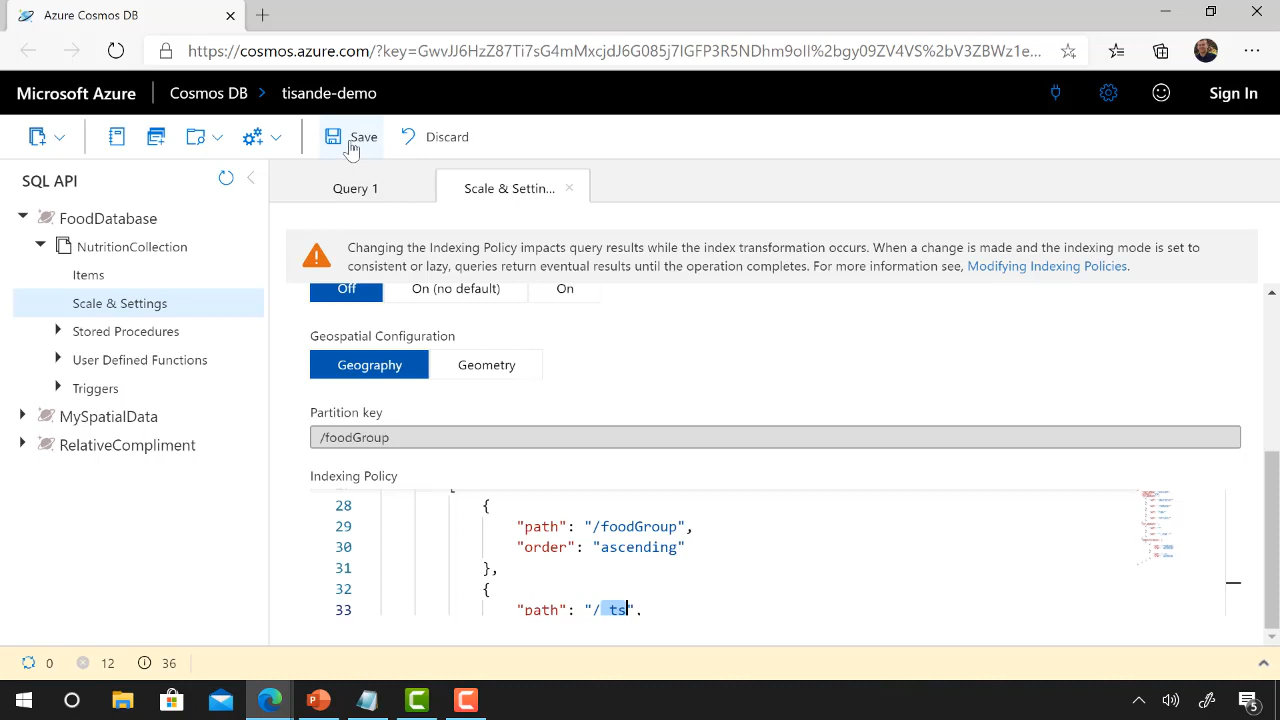 Azure Cosmos DB
https://cosmos.azure.com/?key=GwvJJ6HzZ87Ti7sG4mMxcjdJ6G085j7IGFP3R5NDhm9oIl%2bgy09ZV4VS%2bV3ZBWz1e...
Microsoft Azure Cosmos DB > tisande-demo Sign In
Save Discard
SQL API
Query 1 Scale & Settin...
FoodDatabase
NutritionCollection
Items
Scale & Settings
Stored Procedures
User Defined Functions
Triggers
MySpatialData
RelativeCompliment
Changing the Indexing Policy impacts query results while the index transformation occurs. When a change is made and the indexing mode is set to
consistent or lazy, queries return eventual results until the operation completes. For more information see, Modifying Indexing Policies.
Off On (no default) On
Geospatial Configuration
Geography Geometry
Partition key
/foodGroup
Indexing Policy
28 {
29 "path": "/foodGroup",
30 "order": "ascending"
31 },
32 {
33 "path": "/_ts",
0 12 36
5